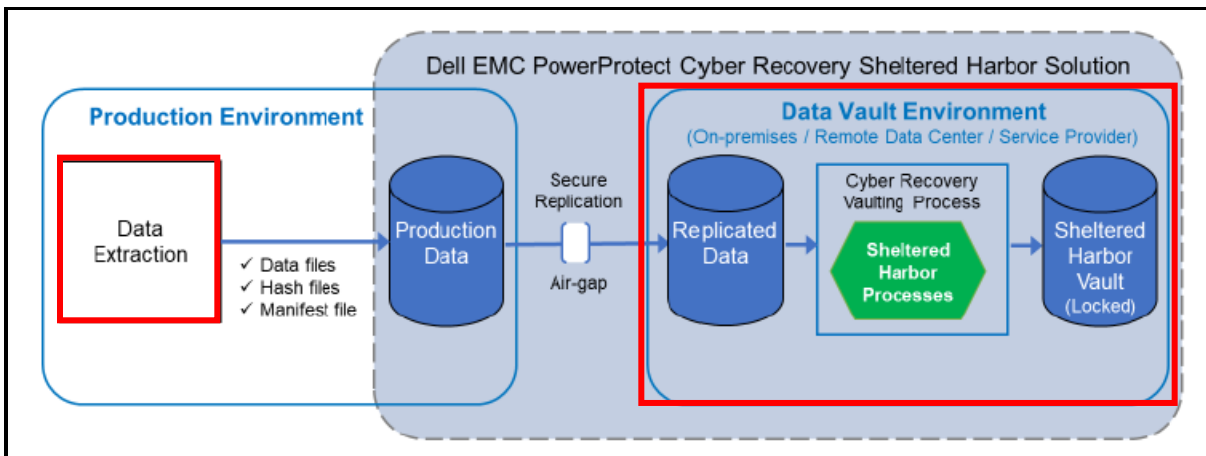 Dell EMC PowerProtect Cyber Recovery Sheltered Harbor Solution
Production Environment
Data
Extraction
✓ Data files
✓ Hash files
✓ Manifest file
Production
Data
Secure
Replication
Air-gap
Data Vault Environment
(On-premises / Remote Data Center / Service Provider)
Replicated
Data
Cyber Recovery
Vaulting Process
Sheltered
Harbor
Processes
Sheltered
Harbor
Vault
(Locked)